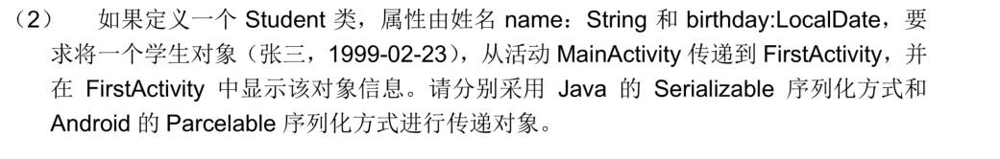 （2） 如果定义一个 Student 类，属性由姓名 name：String 和 birthday:LocalDate，要
求将一个学生对象（张三，1999-02-23），从活动 MainActivity 传递到 FirstActivity，并
在 FirstActivity 中显示该对象信息。请分别采用 Java 的 Serializable 序列化方式和
Android 的 Parcelable 序列化方式进行传递对象。